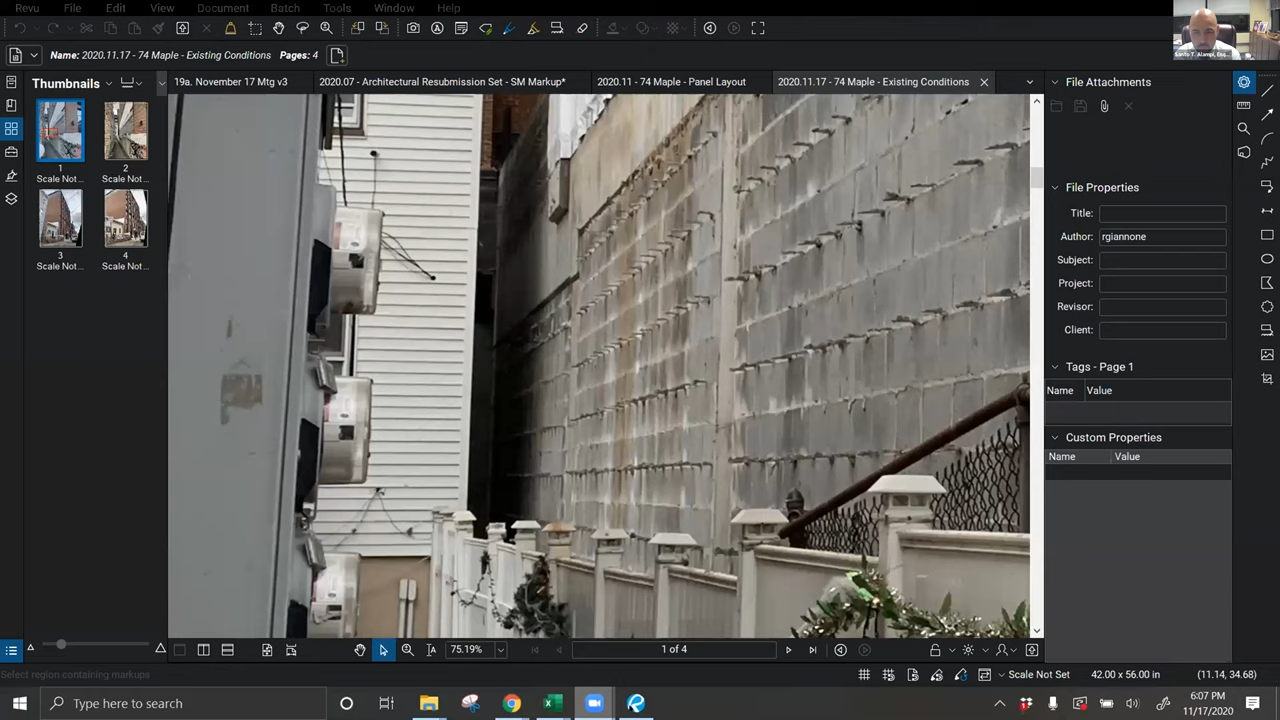 Revu File Edit View Document Batch Tools Window Help
Name: 2020.11.17 - 74 Maple - Existing Conditions Pages: 4
Thumbnails
19a. November 17 Mtg v3 2020.07 - Architectural Resubmission Set - SM Markup* 2020.11 - 74 Maple - Panel Layout 2020.11.17 - 74 Maple - Existing Conditions
1 2
Scale Not... Scale Not...
3 4
Scale Not... Scale Not...
File Attachments
File Properties
Title:
Author: rgiannone
Subject:
Project:
Revisor:
Client:
Tags - Page 1
Name Value
Custom Properties
Name Value
Santo T. Alampi, Esq...
75.19% 1 of 4
Select region containing markups Scale Not Set 42.00 x 56.00 in (11.14, 34.68)
Type here to search
6:07 PM
11/17/2020